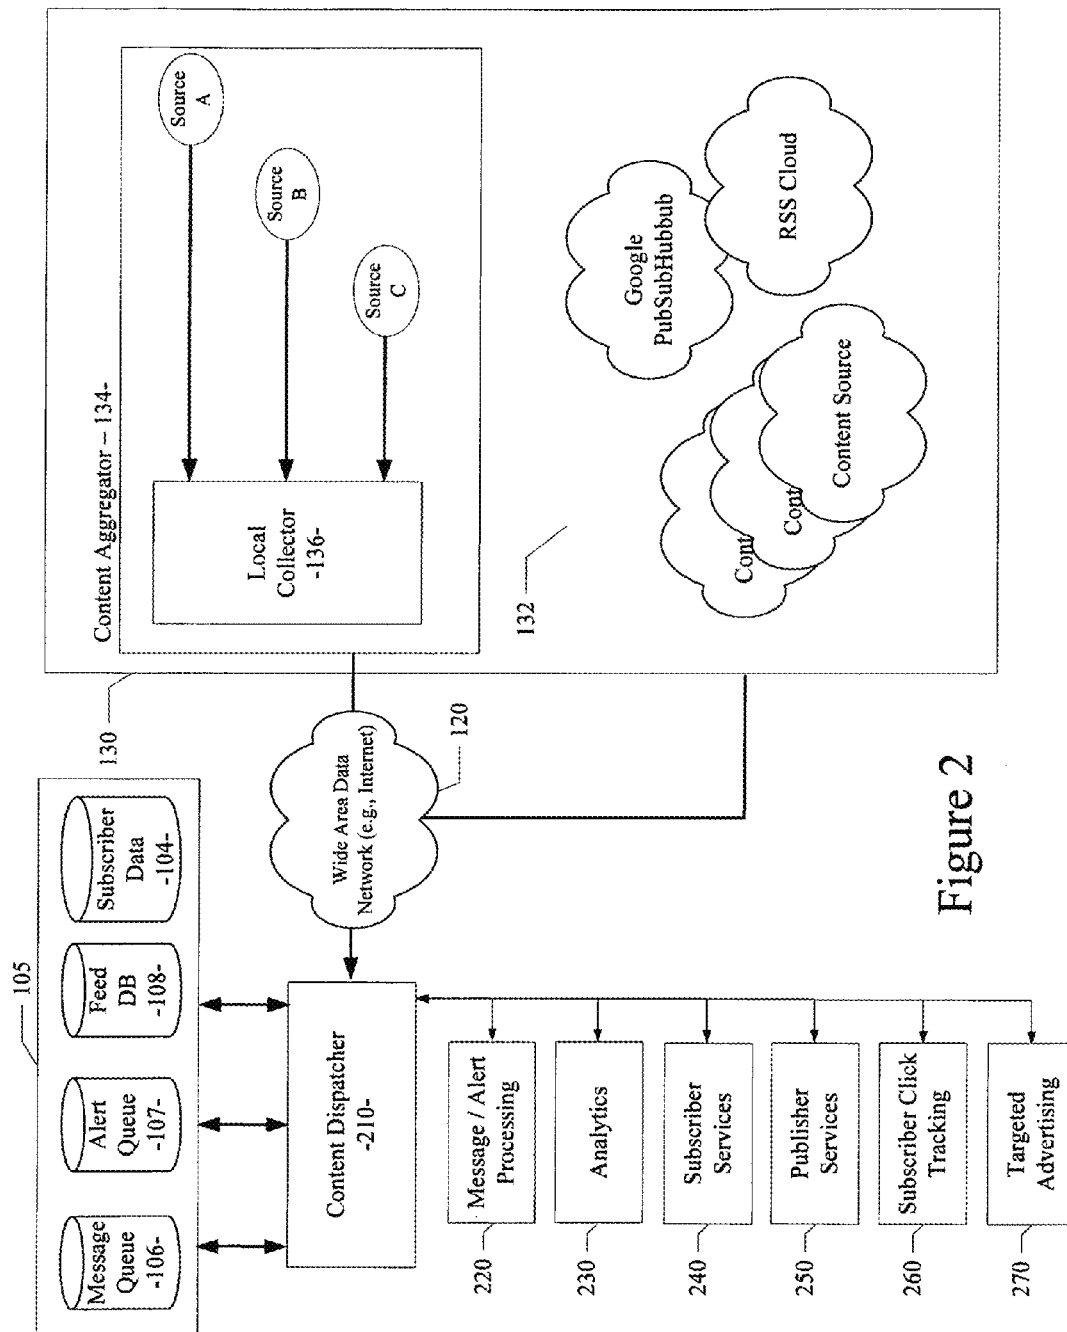 105
Message
Queue
-106-
Alert
Queue
-107-
Feed
DB
-108-
Subscriber
Data
-104-
Content Dispatcher
-210-
220
Message / Alert
Processing
230
Analytics
240
Subscriber
Services
250
Publisher
Services
260
Subscriber Click
Tracking
270
Targeted
Advertising
Wide Area Data
Network (e.g., Internet)
120
130
Content Aggregator – 134-
Local
Collector
-136-
Source
A
Source
B
Source
C
132
Google
PubSubHubbub
RSS Cloud
Cont
Cont
Content Source
Figure 2